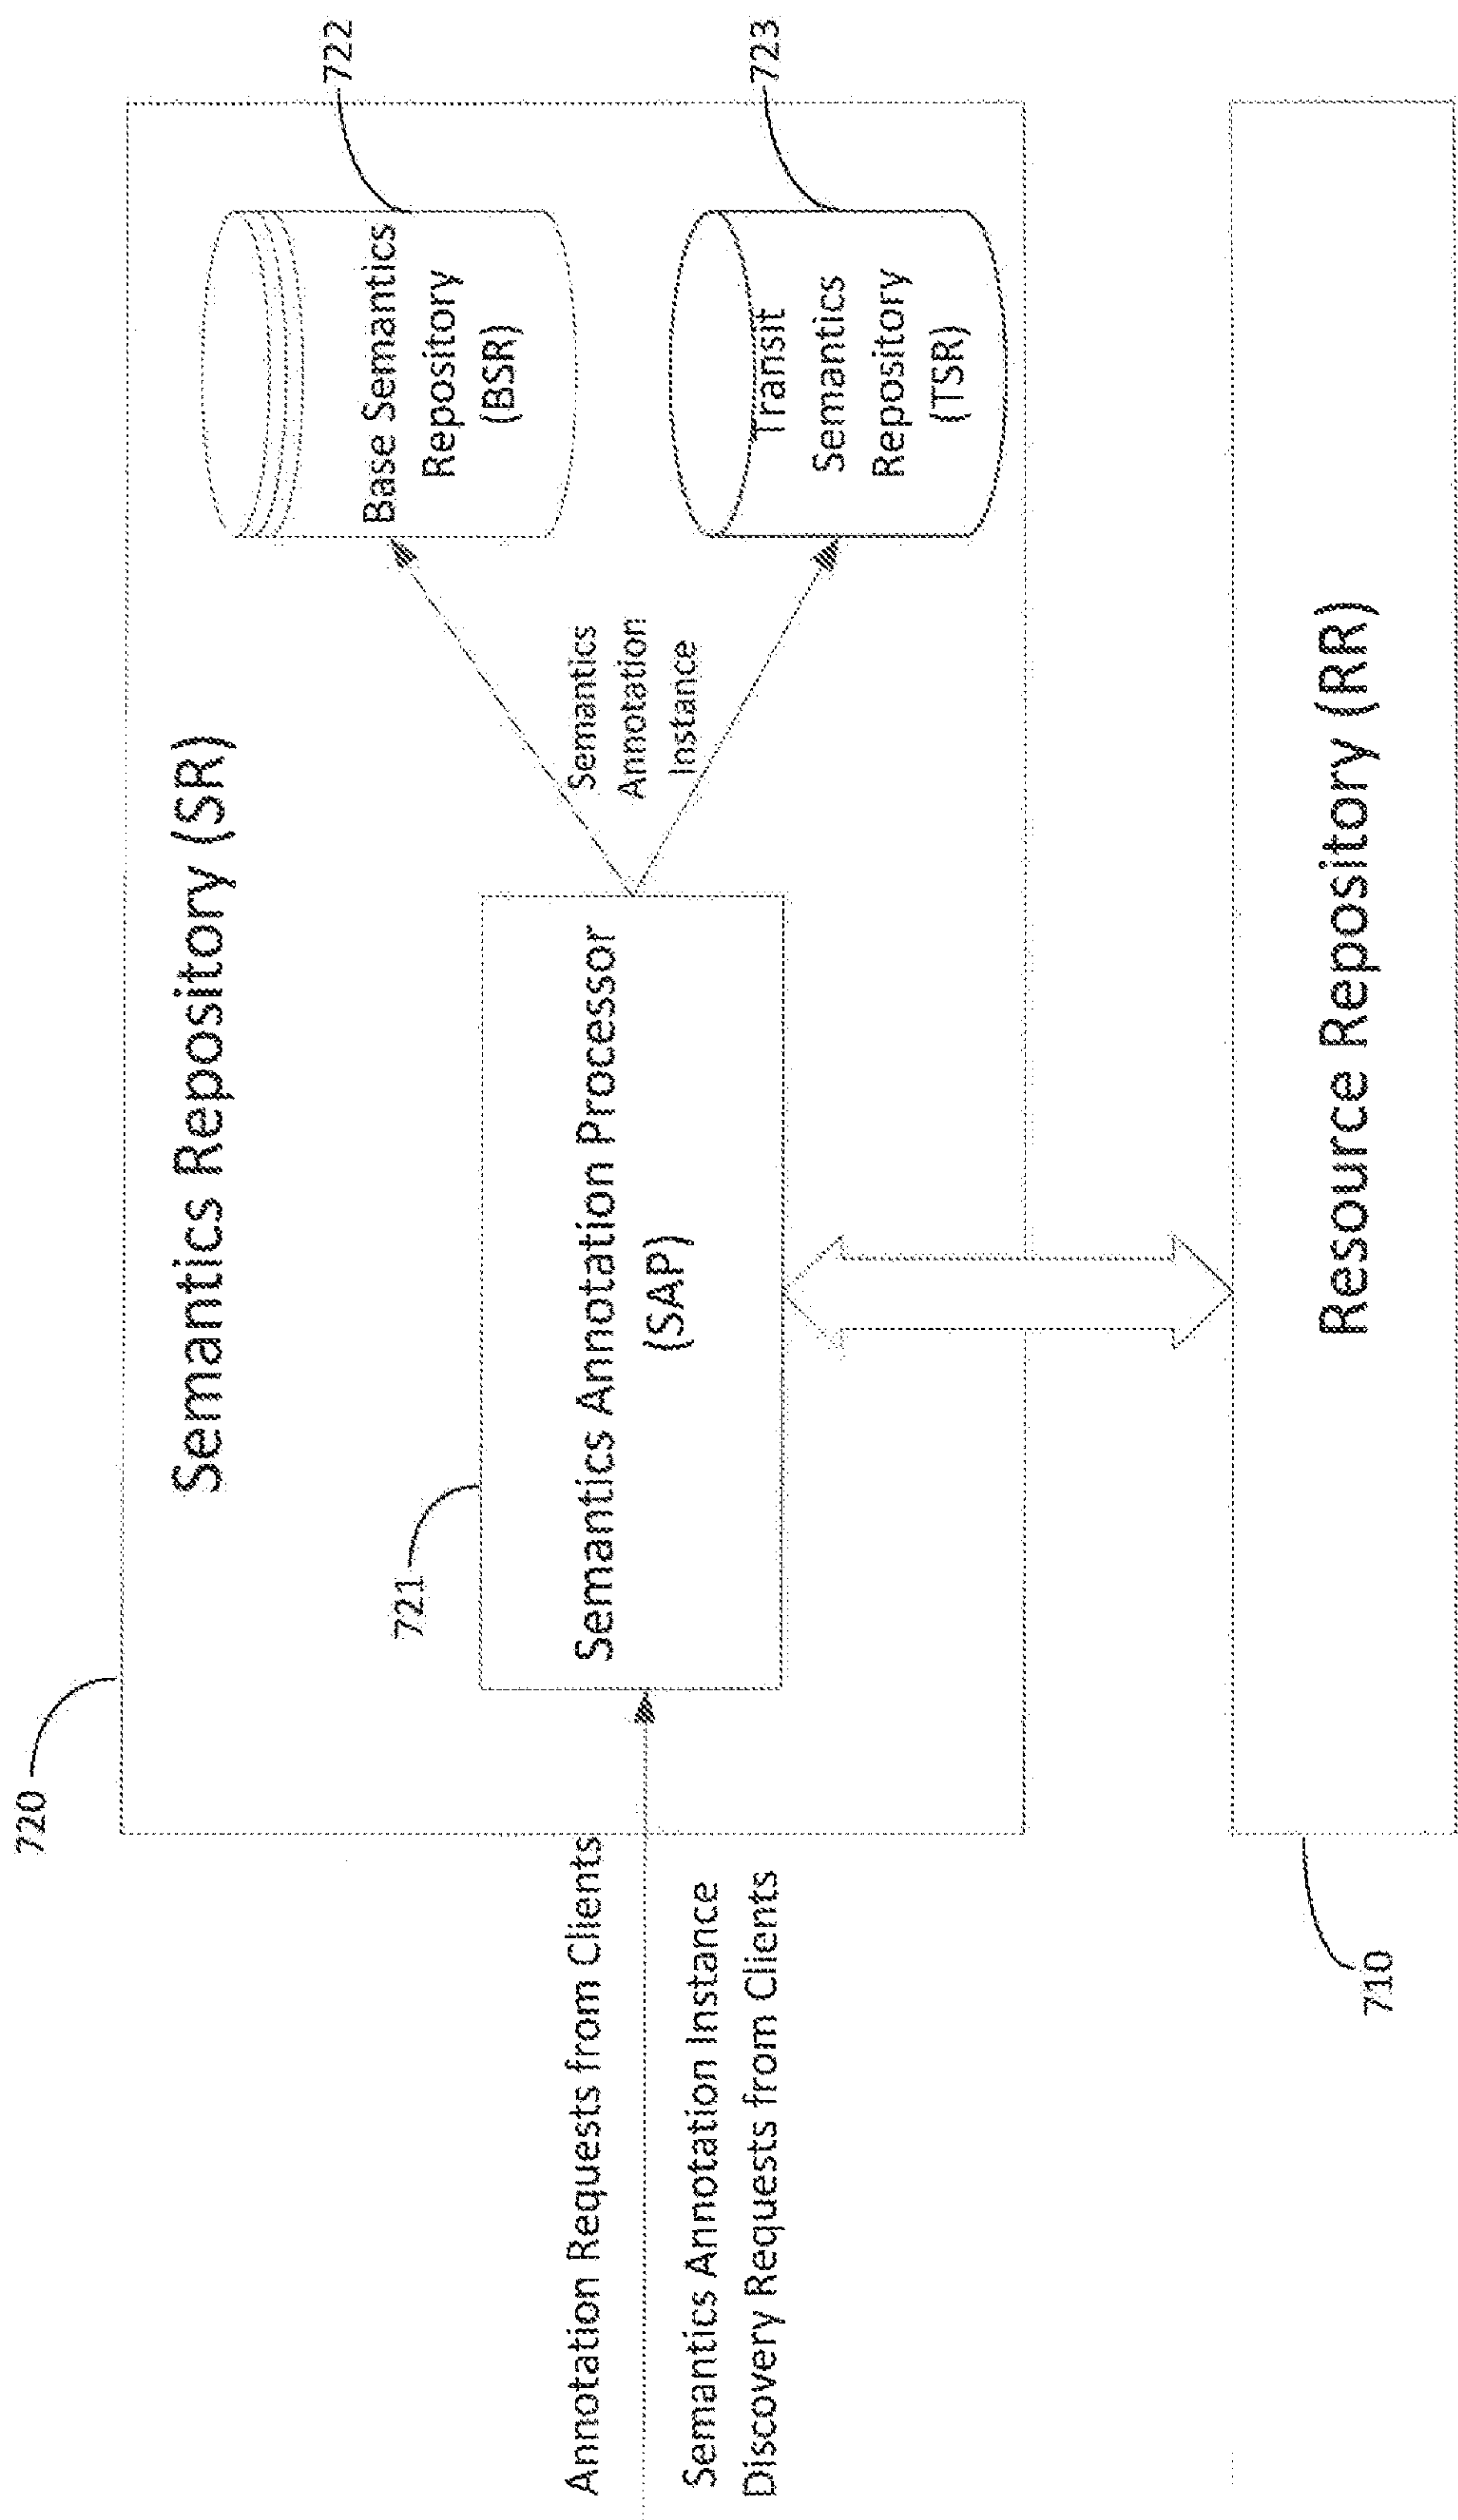 720
Semantics Repository (SR)
721
Semantics Annotation Processor
(SAP)
Annotation Requests from Clients
Semantics Annotation Instance
Discovery Requests from Clients
Semantics
Annotation
Instance
722
Base Semantics
Repository
(BSR)
723
Transit
Semantics
Repository
(TSR)
710
Resource Repository (RR)